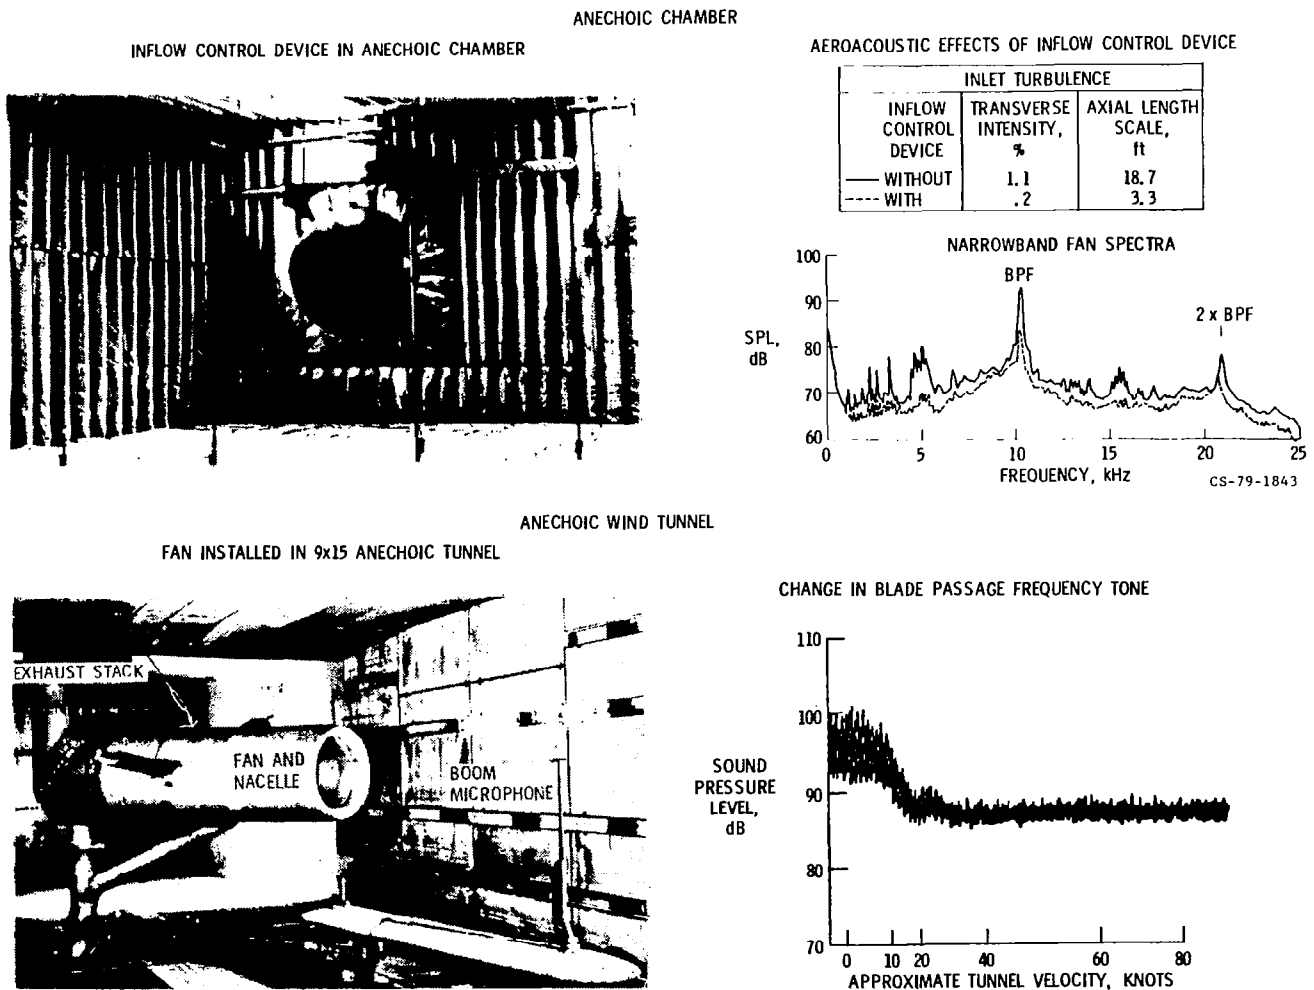 ANECHOIC CHAMBER
INFLOW CONTROL DEVICE IN ANECHOIC CHAMBER
AEROACOUSTIC EFFECTS OF INFLOW CONTROL DEVICE
INLET TURBULENCE
INFLOW CONTROL DEVICE
TRANSVERSE INTENSITY, %
AXIAL LENGTH SCALE, ft
WITHOUT 1.1 18.7
WITH .2 3.3
NARROWBAND FAN SPECTRA
BPF
2 x BPF
SPL, dB
100
90
80
70
60
0 5 10 15 20 25
FREQUENCY, kHz
CS-79-1843
ANECHOIC WIND TUNNEL
FAN INSTALLED IN 9x15 ANECHOIC TUNNEL
EXHAUST STACK
FAN AND
NACELLE
BOOM
MICROPHONE
CHANGE IN BLADE PASSAGE FREQUENCY TONE
SOUND
PRESSURE
LEVEL,
dB
110
100
90
80
70
0 10 20 40 60 80
APPROXIMATE TUNNEL VELOCITY, KNOTS